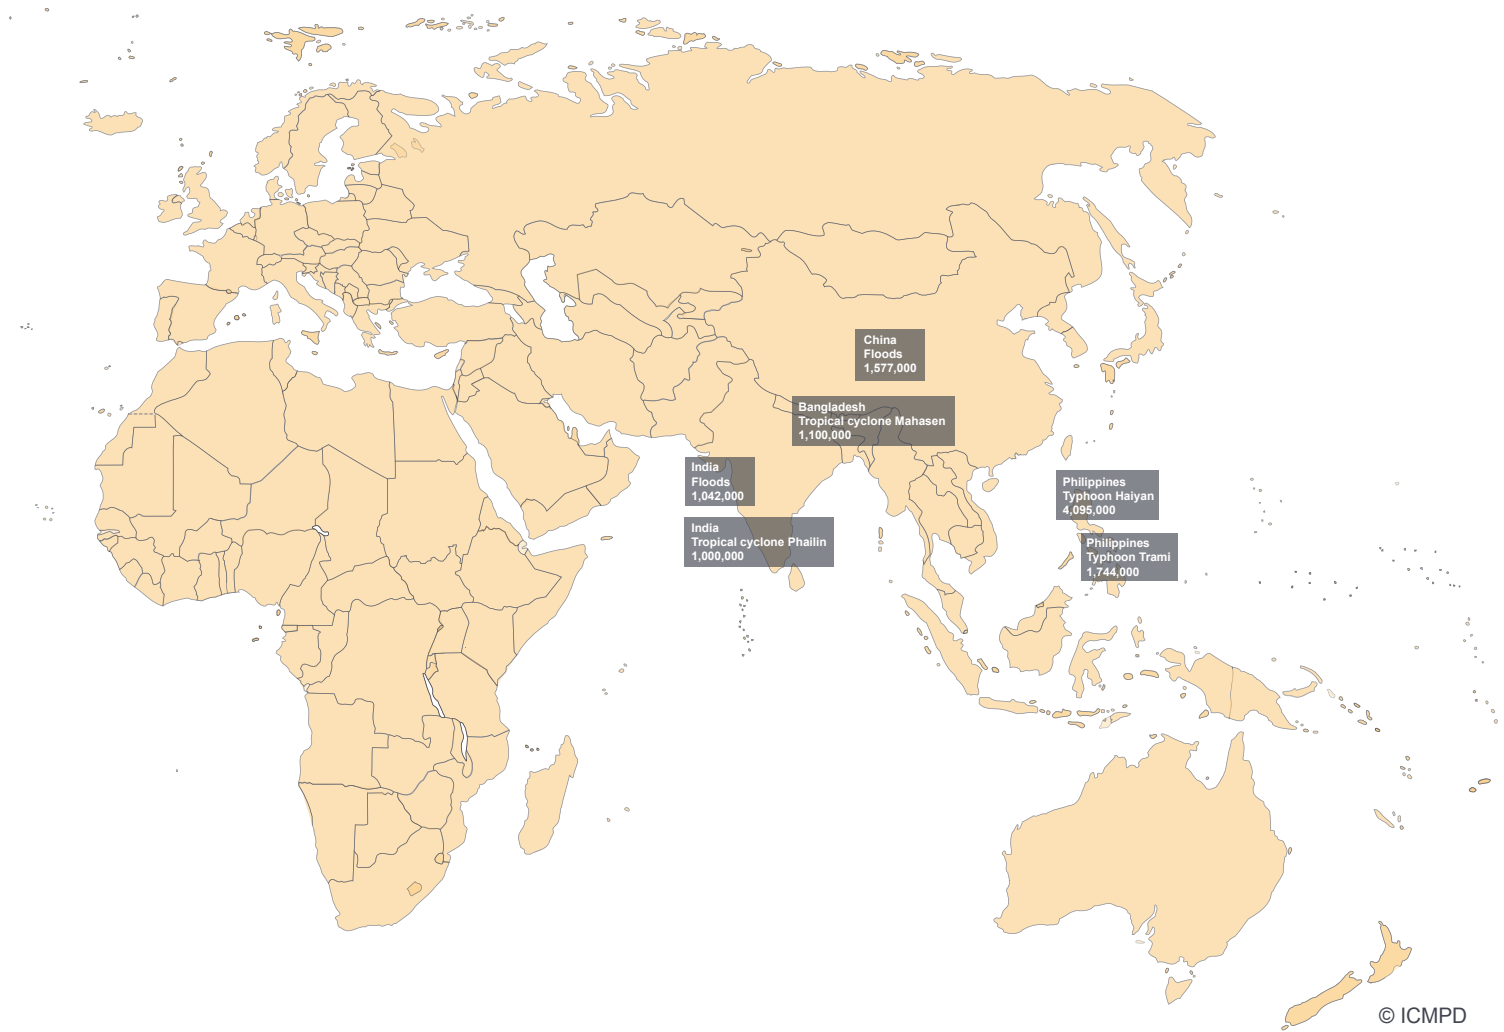 China
Floods
1,577,000
Bangladesh
Tropical cyclone Mahasen
1,100,000
India
Floods
1,042,000
Philippines
Typhoon Haiyan
4,095,000
India
Tropical cyclone Phailin
1,000,000
Philippines
Typhoon Trami
1,744,000
© ICMPD